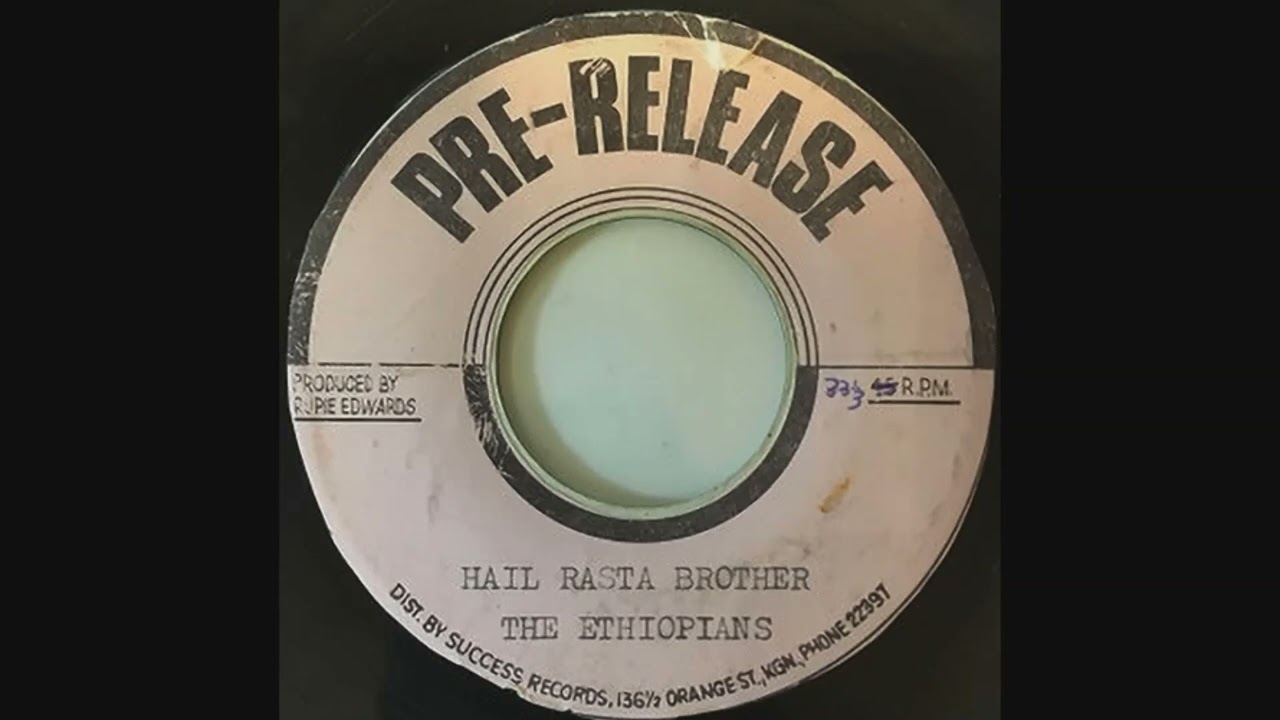 PRE-RELEASE
PRODUCED BY
RUPIE EDWARDS
33⅓ 45 R.P.M.
HAIL RASTA BROTHER
THE ETHIOPIANS
DIST. BY SUCCESS RECORDS, 136½ ORANGE ST., KGN., PHONE 22397